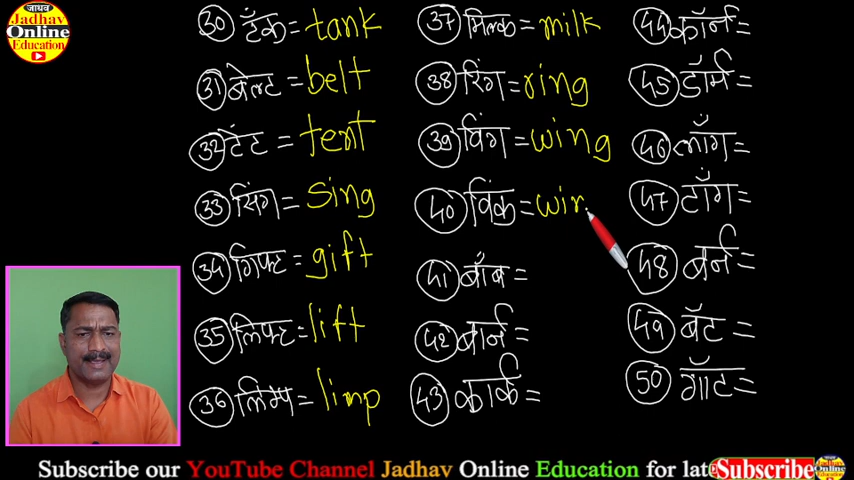 जाधव
Jadhav
Online
Education
30 टँक = tank
31 बेल्ट = belt
32 टेंट = tent
33 सिंग = sing
34 गिफ्ट = gift
35 लिफ्ट = lift
36 लिम्प = limp
37 मिल्क = milk
38 रिंग = ring
39 विंग = wing
40 विंक = wir
41 बाँब =
42 बार्न =
43 कार्क =
44 कॉर्न =
45 डॉर्म =
46 लाँग =
47 टाँग =
48 बर्न =
49 बॅट =
50 गॉट =
Subscribe our YouTube Channel Jadhav Online Education for lat
Subscribe